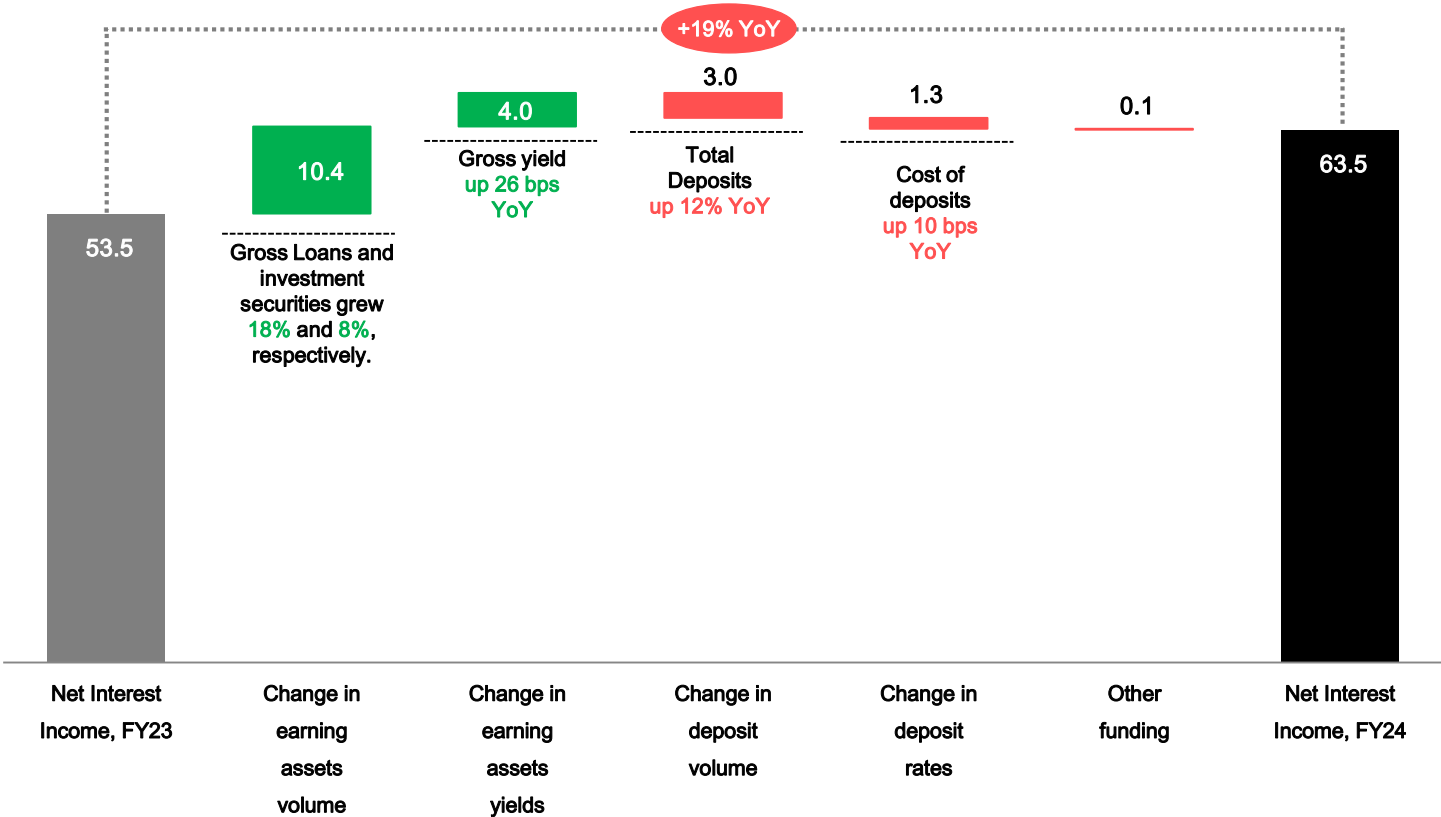 +19% YoY
53.5
10.4
Gross Loans and
investment
securities grew
18% and 8%,
respectively.
4.0
Gross yield
up 26 bps
YoY
3.0
Total
Deposits
up 12% YoY
1.3
Cost of
deposits
up 10 bps
YoY
0.1
63.5
Net Interest
Income, FY23
Change in
earning
assets
volume
Change in
earning
assets
yields
Change in
deposit
volume
Change in
deposit
rates
Other
funding
Net Interest
Income, FY24